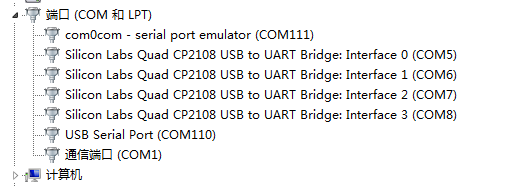 端口 (COM 和 LPT)
com0com - serial port emulator (COM111)
Silicon Labs Quad CP2108 USB to UART Bridge: Interface 0 (COM5)
Silicon Labs Quad CP2108 USB to UART Bridge: Interface 1 (COM6)
Silicon Labs Quad CP2108 USB to UART Bridge: Interface 2 (COM7)
Silicon Labs Quad CP2108 USB to UART Bridge: Interface 3 (COM8)
USB Serial Port (COM110)
通信端口 (COM1)
计算机